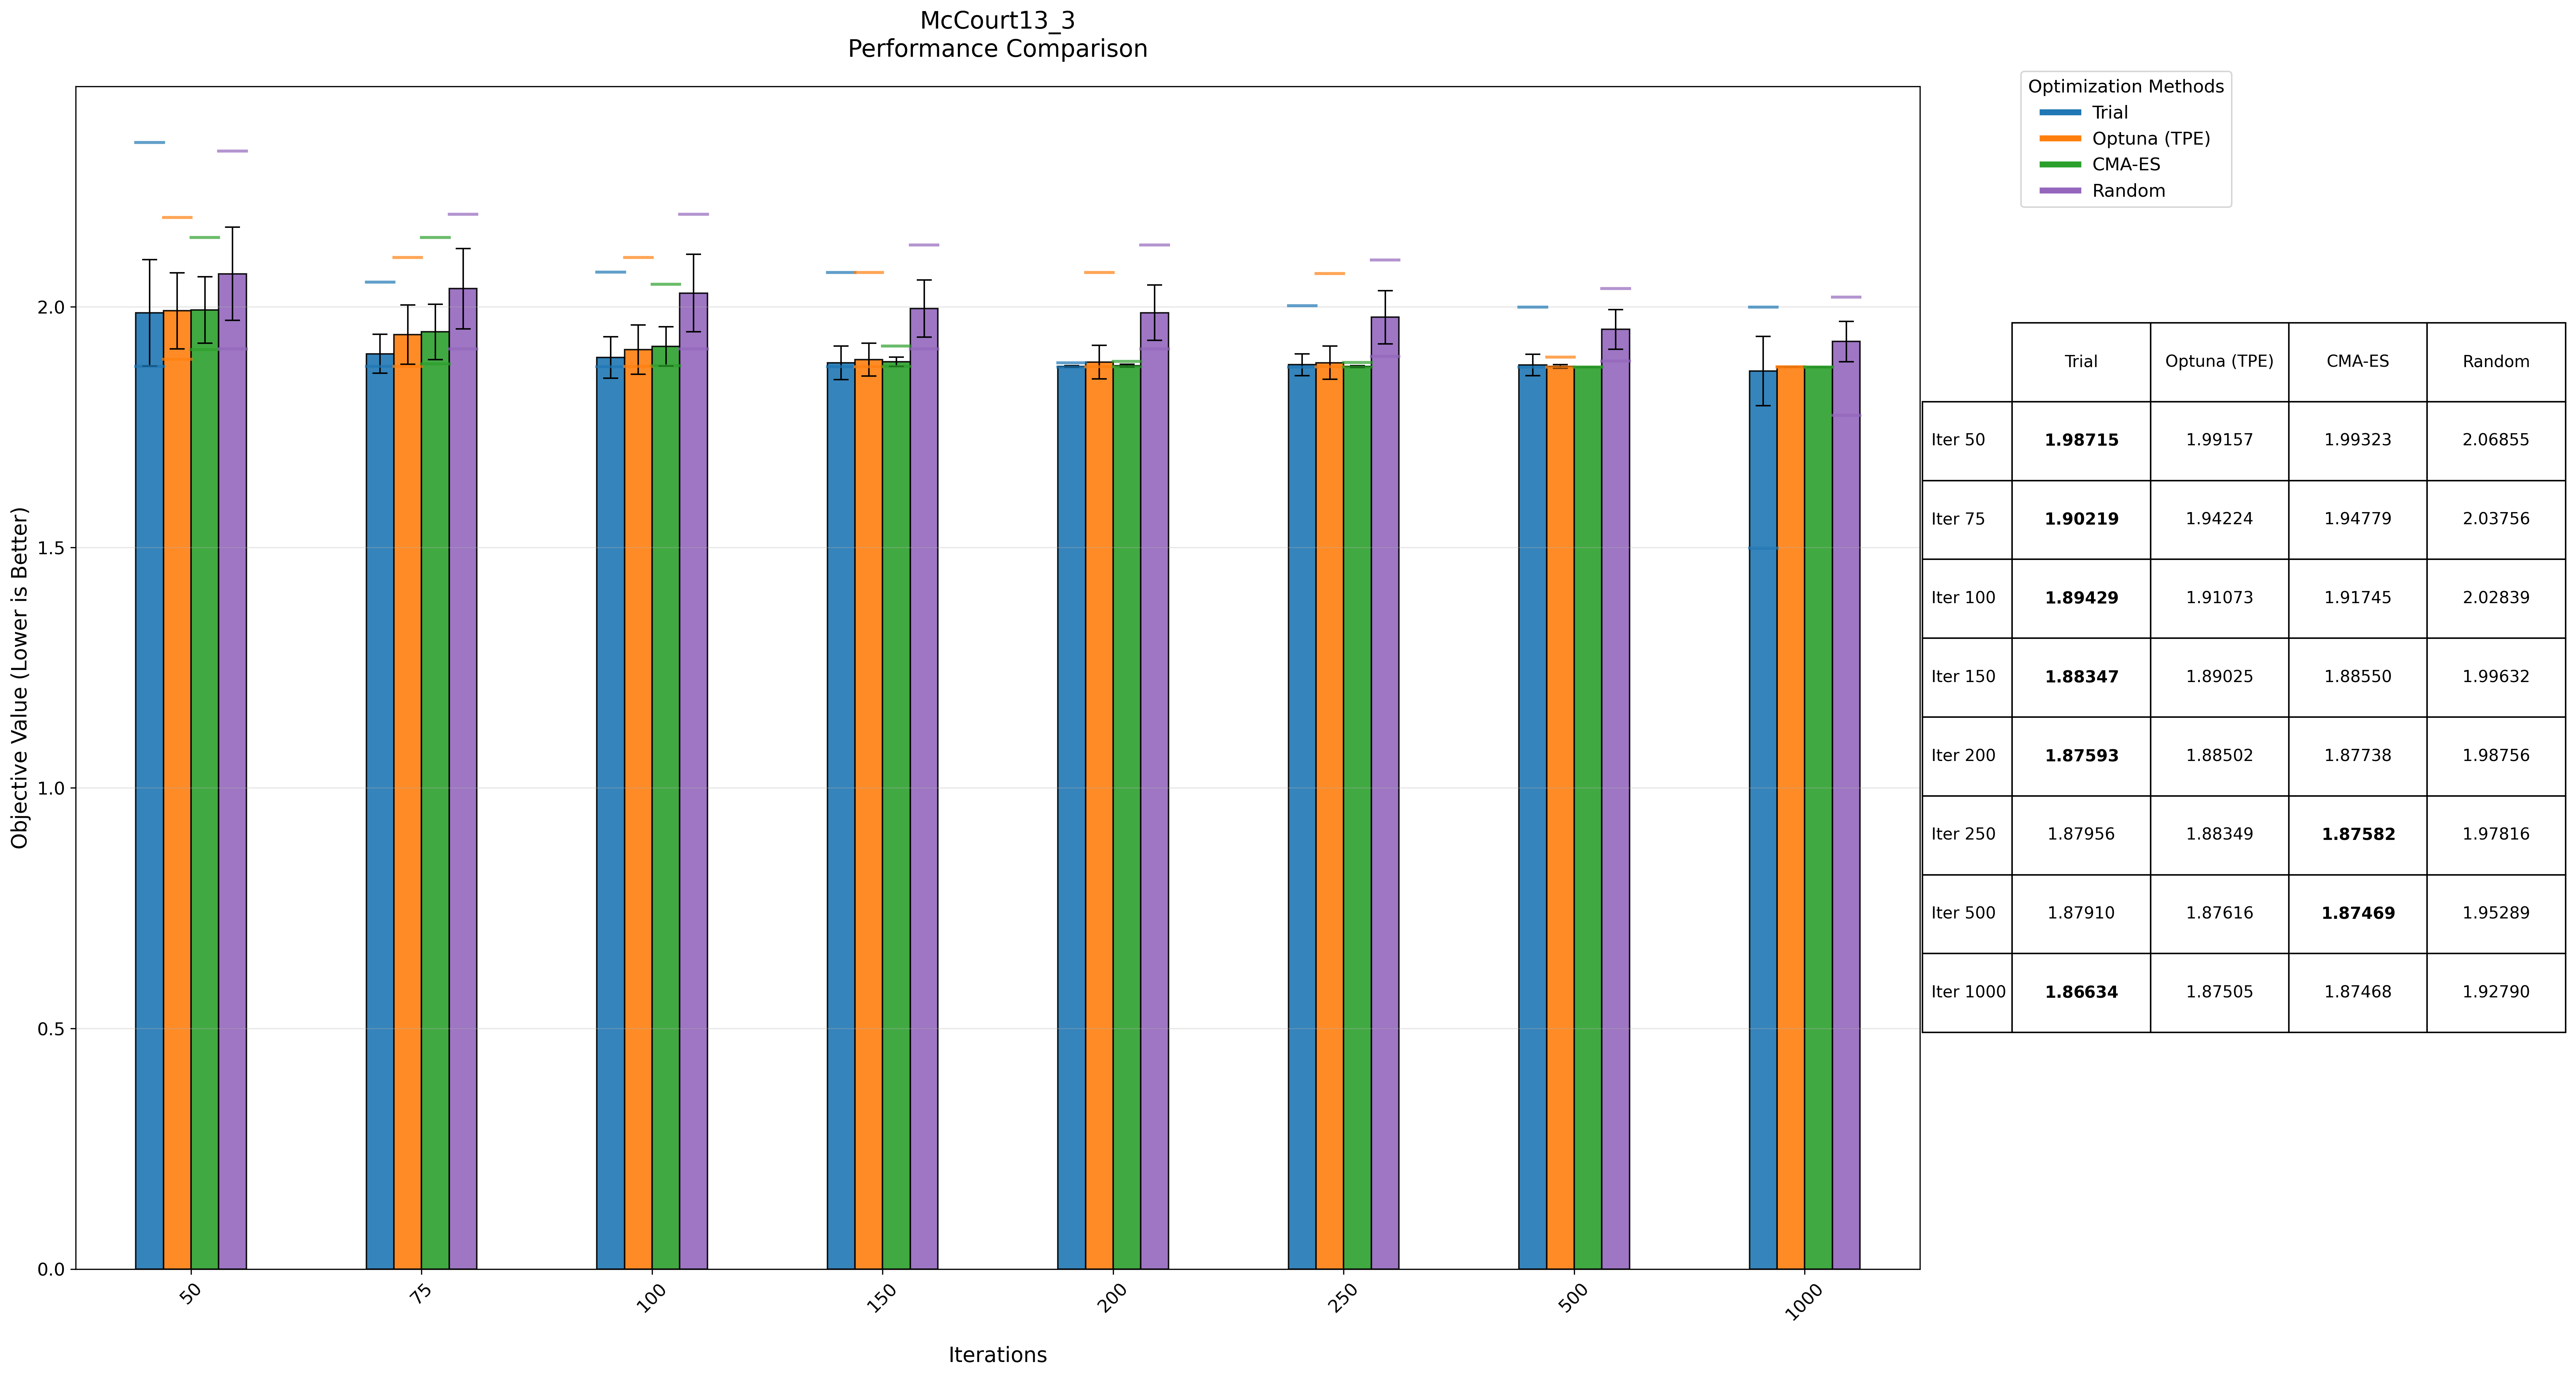 McCourt13_3
Performance Comparison
Objective Value (Lower is Better)
2.0
1.5
1.0
0.5
0.0
50
75
100
150
200
250
500
1000
Iterations
Optimization Methods
Trial
Optuna (TPE)
CMA-ES
Random
Trial Optuna (TPE) CMA-ES Random
Iter 50 1.98715 1.99157 1.99323 2.06855
Iter 75 1.90219 1.94224 1.94779 2.03756
Iter 100 1.89429 1.91073 1.91745 2.02839
Iter 150 1.88347 1.89025 1.88550 1.99632
Iter 200 1.87593 1.88502 1.87738 1.98756
Iter 250 1.87956 1.88349 1.87582 1.97816
Iter 500 1.87910 1.87616 1.87469 1.95289
Iter 1000 1.86634 1.87505 1.87468 1.92790